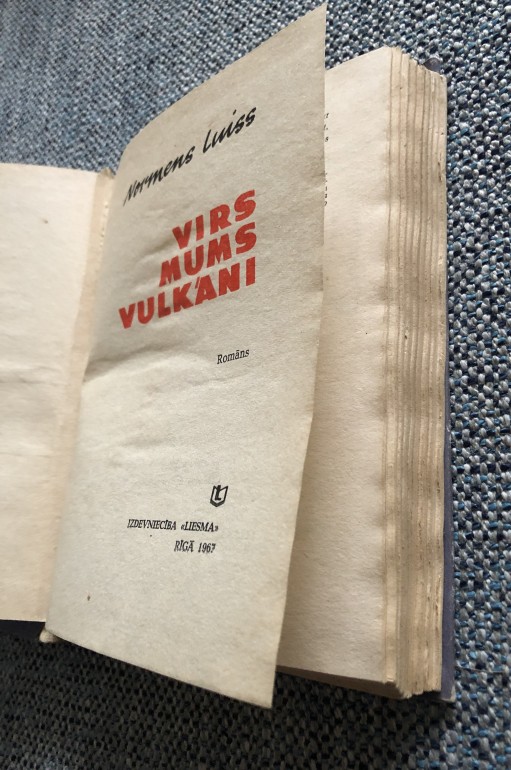 Normens Luiss
VIRS
MUMS
VULKĀNI
Romāns
IZDEVNIECĪBA «LIESMA»
RĪGĀ 1967